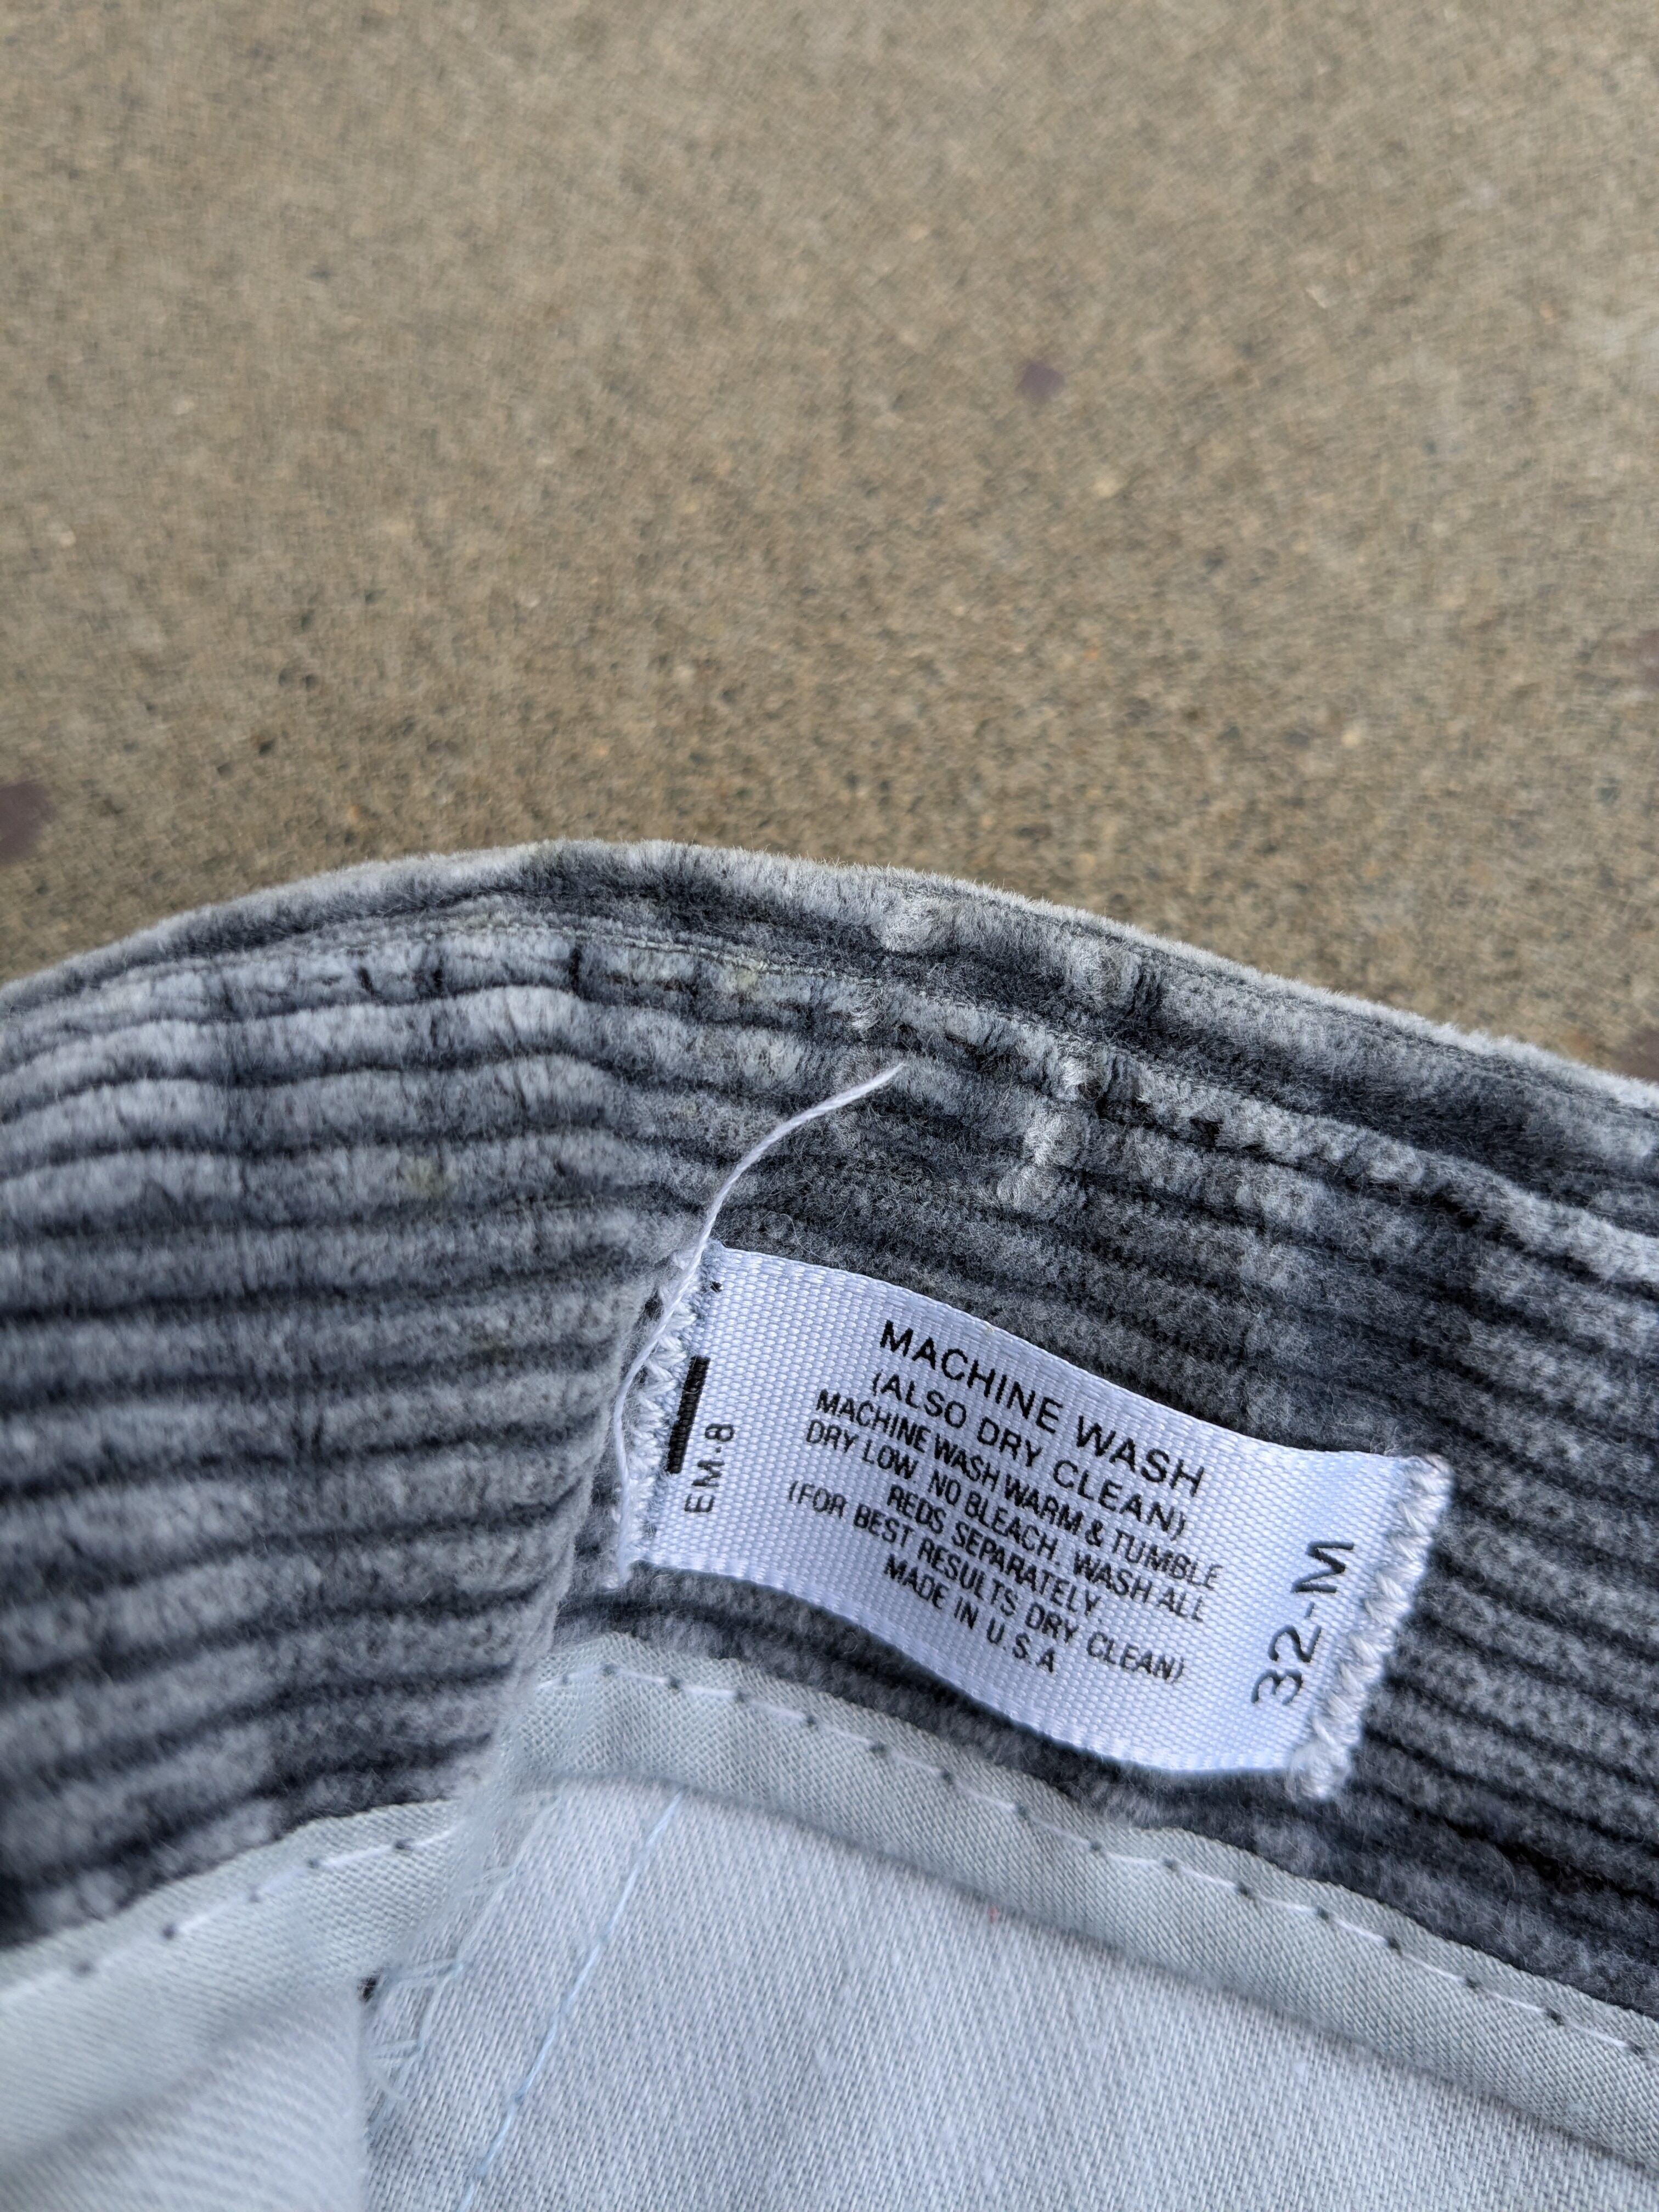 MACHINE WASH
(ALSO DRY CLEAN)
MACHINE WASH WARM & TUMBLE
DRY LOW. NO BLEACH. WASH ALL
REDS SEPARATELY.
(FOR BEST RESULTS DRY CLEAN)
MADE IN U.S.A
EM-8
32-M